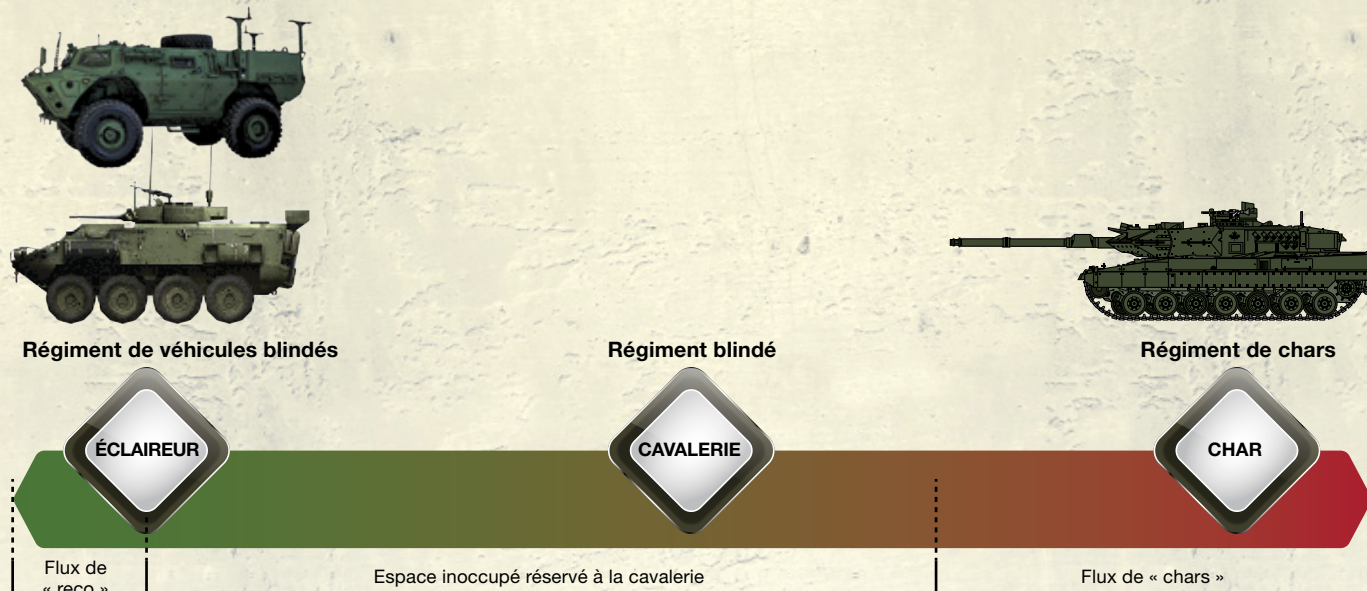 Régiment de véhicules blindés
Régiment blindé
Régiment de chars
ÉCLAIREUR
CAVALERIE
CHAR
Flux de
« reco »
Espace inoccupé réservé à la cavalerie
Flux de « chars »